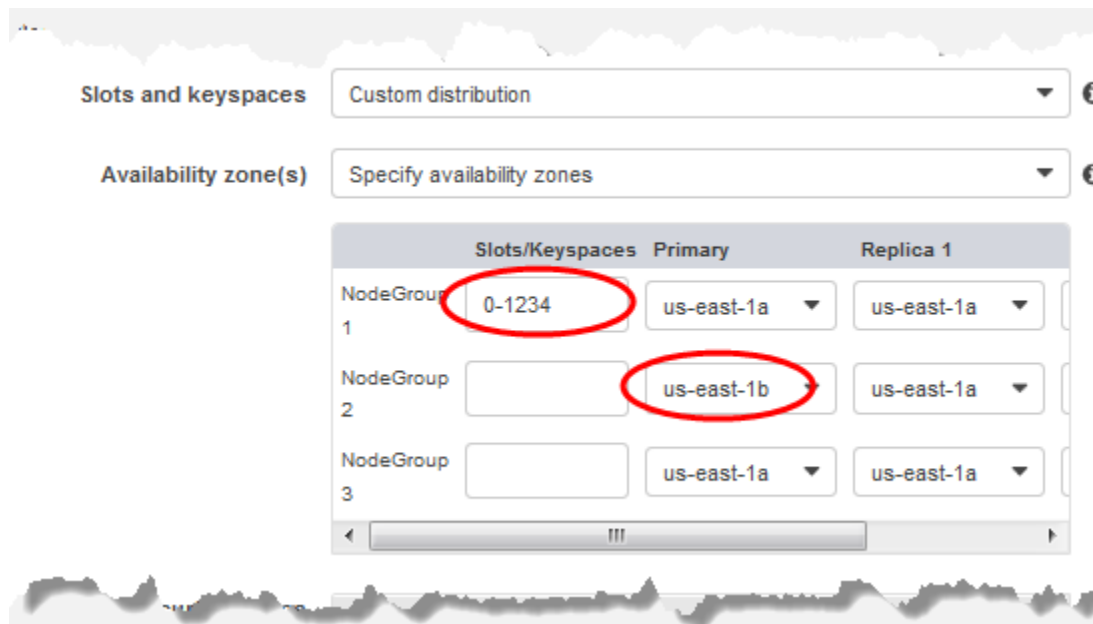 Slots and keyspaces Custom distribution
Availability zone(s) Specify availability zones
Slots/Keyspaces Primary Replica 1
NodeGroup 1 0-1234 us-east-1a us-east-1a
NodeGroup 2 us-east-1b us-east-1a
NodeGroup 3 us-east-1a us-east-1a